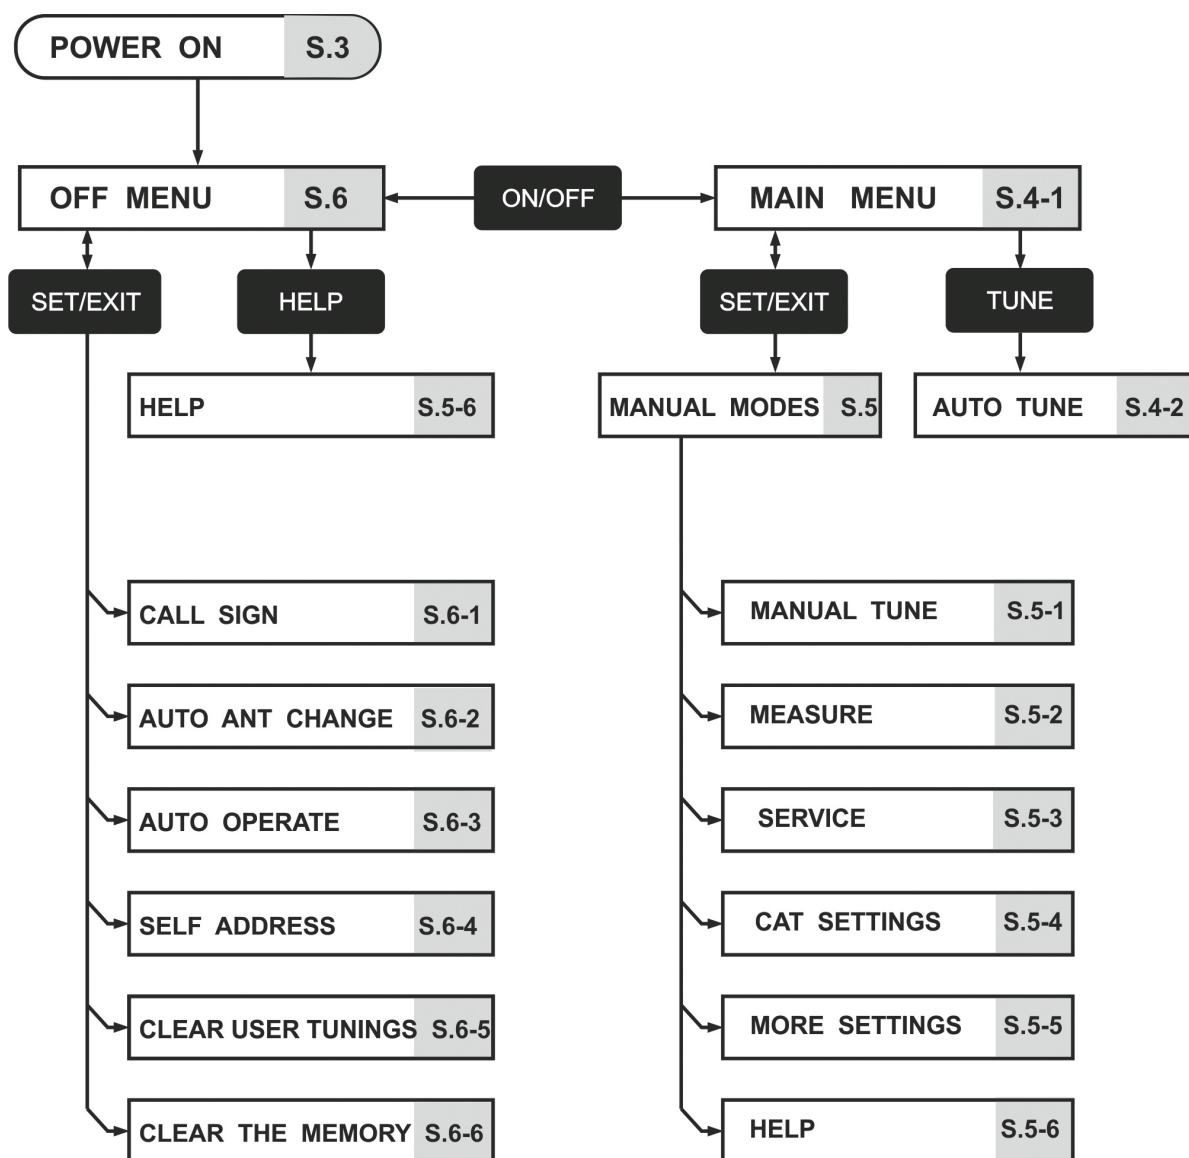 POWER ON S.3
OFF MENU S.6
ON/OFF
MAIN MENU S.4-1
SET/EXIT
HELP
SET/EXIT
TUNE
HELP S.5-6
MANUAL MODES S.5
AUTO TUNE S.4-2
CALL SIGN S.6-1
MANUAL TUNE S.5-1
AUTO ANT CHANGE S.6-2
MEASURE S.5-2
AUTO OPERATE S.6-3
SERVICE S.5-3
SELF ADDRESS S.6-4
CAT SETTINGS S.5-4
CLEAR USER TUNINGS S.6-5
MORE SETTINGS S.5-5
CLEAR THE MEMORY S.6-6
HELP S.5-6